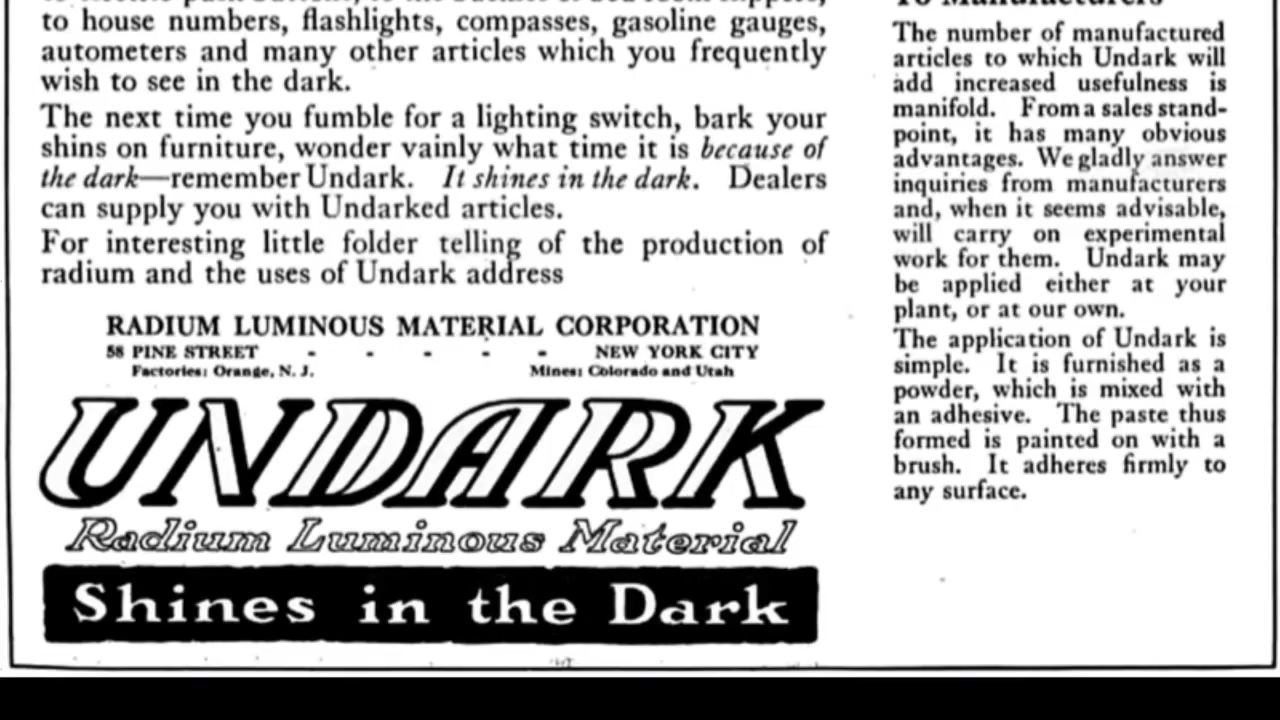 to house numbers, flashlights, compasses, gasoline gauges,
autometers and many other articles which you frequently
wish to see in the dark.
The next time you fumble for a lighting switch, bark your
shins on furniture, wonder vainly what time it is because of
the dark—remember Undark. It shines in the dark. Dealers
can supply you with Undarked articles.
For interesting little folder telling of the production of
radium and the uses of Undark address
RADIUM LUMINOUS MATERIAL CORPORATION
58 PINE STREET - - - - - NEW YORK CITY
Factories: Orange, N. J. Mines: Colorado and Utah
UNDARK
Radium Luminous Material
Shines in the Dark
To Manufacturers
The number of manufactured
articles to which Undark will
add increased usefulness is
manifold. From a sales stand-
point, it has many obvious
advantages. We gladly answer
inquiries from manufacturers
and, when it seems advisable,
will carry on experimental
work for them. Undark may
be applied either at your
plant, or at our own.
The application of Undark is
simple. It is furnished as a
powder, which is mixed with
an adhesive. The paste thus
formed is painted on with a
brush. It adheres firmly to
any surface.